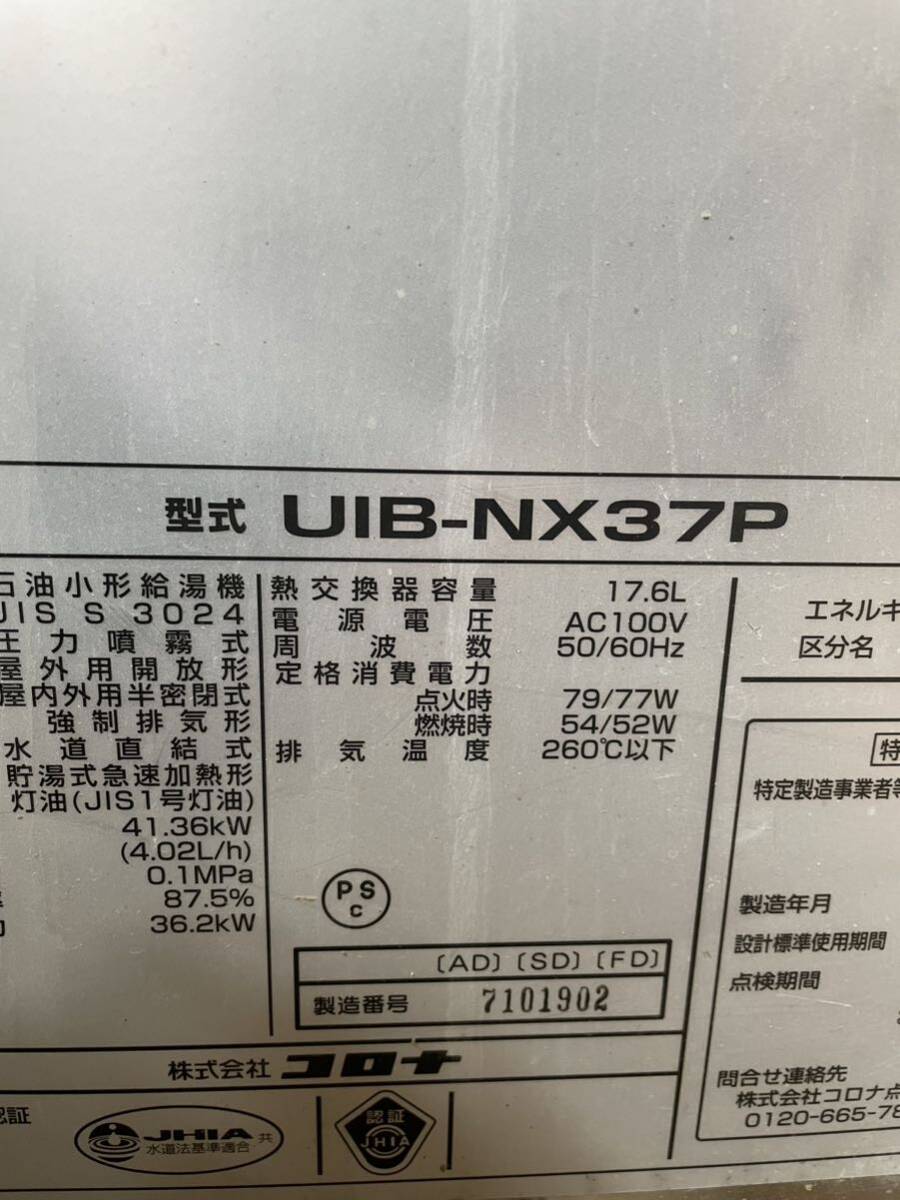 型式 UIB-NX37P
石油小形給湯機
JIS S 3024
圧力噴霧式
屋外用開放形
屋内外用半密閉式
強制排気形
水道直結式
貯湯式急速加熱形
灯油(JIS1号灯油)
41.36kW
(4.02L/h)
0.1MPa
87.5%
36.2kW
熱交換器容量 17.6L
電源電圧 AC100V
周波数 50/60Hz
定格消費電力
点火時 79/77W
燃焼時 54/52W
排気温度 260℃以下
PS
C
(AD) (SD) (FD)
製造番号 7101902
株式会社 コロナ
認証
JHIA 共
水道法基準適合
認証
JHIA
エネルギ
区分名
特
特定製造事業者等
製造年月
設計標準使用期間
点検期間
問合せ連絡先
株式会社コロナ点
0120-665-78